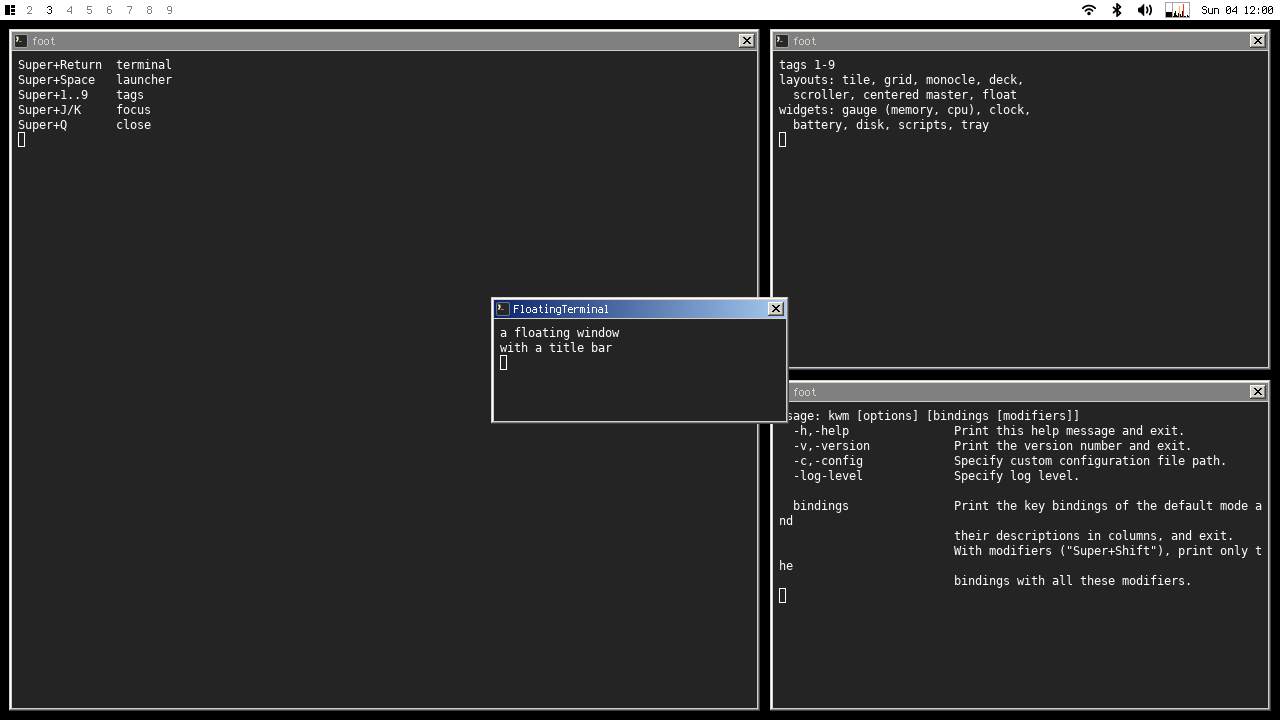 2 3 4 5 6 7 8 9
Sun 04 12:00
foot
Super+Return  terminal
Super+Space   launcher
Super+1..9    tags
Super+J/K     focus
Super+Q       close
foot
tags 1-9
layouts: tile, grid, monocle, deck,
  scroller, centered master, float
widgets: gauge (memory, cpu), clock,
  battery, disk, scripts, tray
FloatingTerminal
a floating window
with a title bar
foot
sage: kwm [options] [bindings [modifiers]]
  -h,-help               Print this help message and exit.
  -v,-version            Print the version number and exit.
  -c,-config             Specify custom configuration file path.
  -log-level             Specify log level.
  bindings               Print the key bindings of the default mode a
nd
                         their descriptions in columns, and exit.
                         With modifiers ("Super+Shift"), print only t
he
                         bindings with all these modifiers.